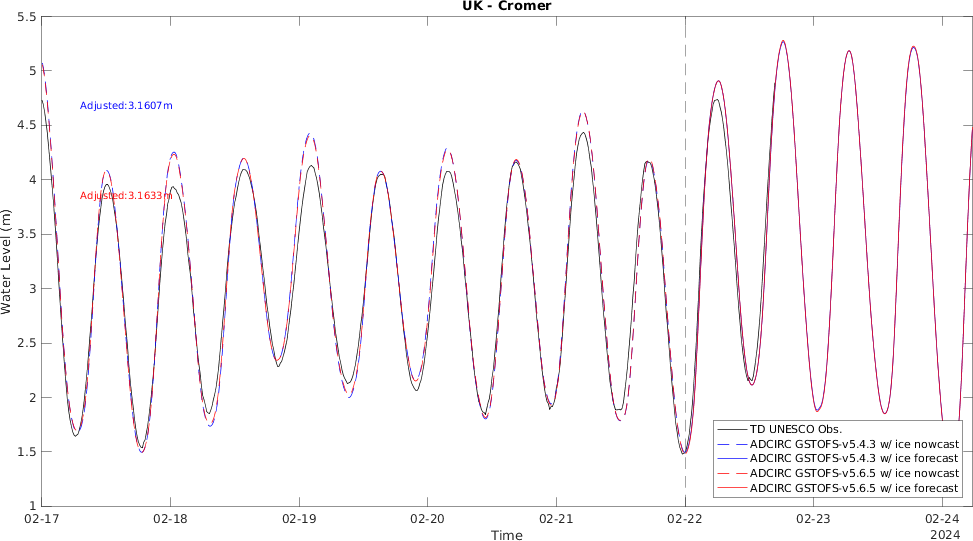 UK - Cromer
5.5
5
4.5
4
3.5
3
2.5
2
1.5
1
Water Level (m)
Adjusted:3.1607m
Adjusted:3.1633m
TD UNESCO Obs.
ADCIRC GSTOFS-v5.4.3 w/ ice nowcast
ADCIRC GSTOFS-v5.4.3 w/ ice forecast
ADCIRC GSTOFS-v5.6.5 w/ ice nowcast
ADCIRC GSTOFS-v5.6.5 w/ ice forecast
02-17 02-18 02-19 02-20 02-21 02-22 02-23 02-24
Time
2024